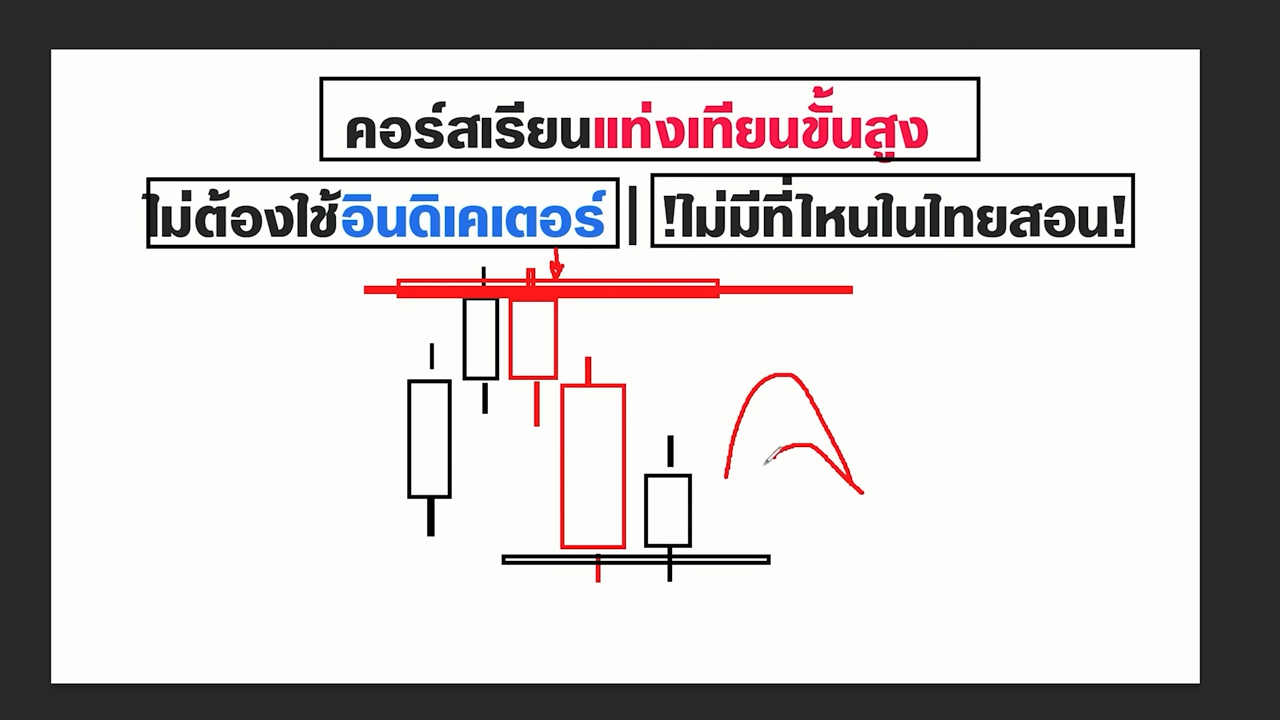 คอร์สเรียนแท่งเทียนขั้นสูง
ไม่ต้องใช้อินดิเคเตอร์ | !ไม่มีที่ไหนในไทยสอน!